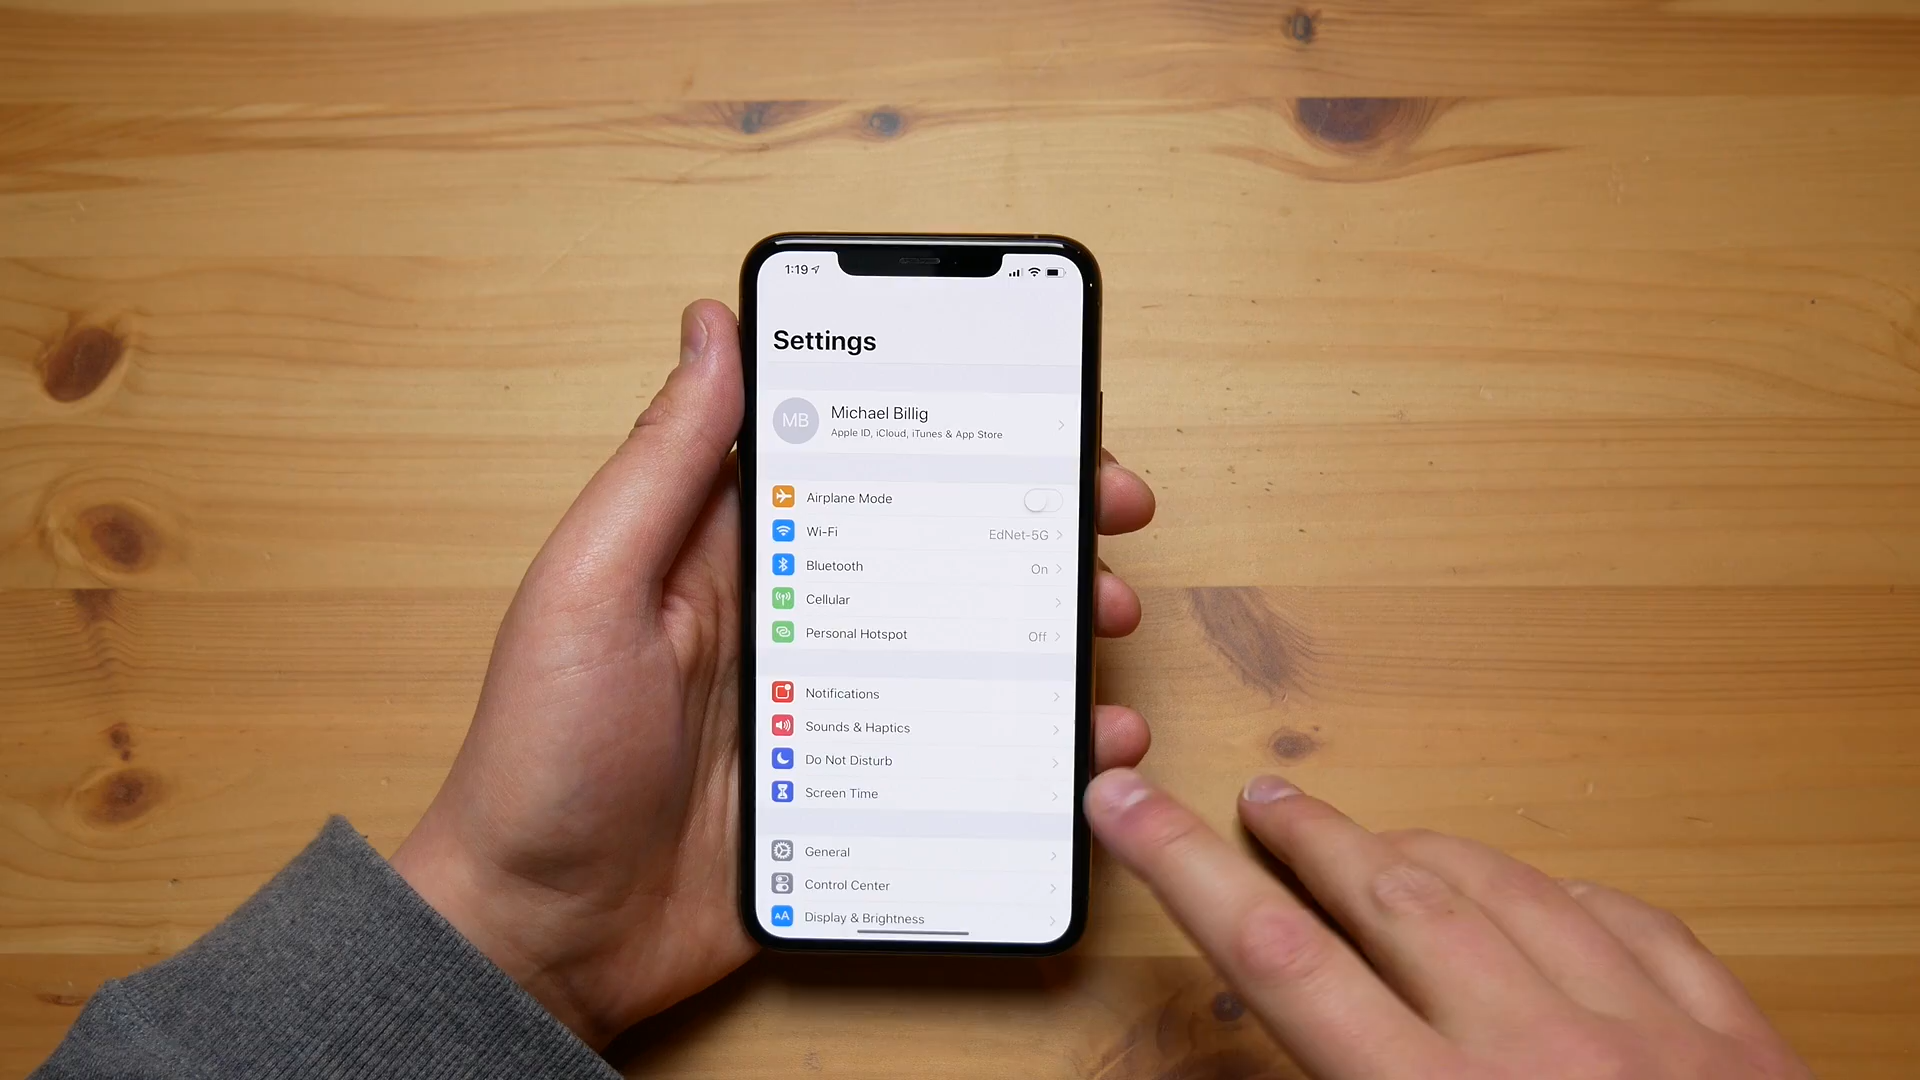 1:19
Settings
MB
Michael Billig
Apple ID, iCloud, iTunes & App Store
Airplane Mode
Wi-Fi EdNet-5G
Bluetooth On
Cellular
Personal Hotspot Off
Notifications
Sounds & Haptics
Do Not Disturb
Screen Time
General
Control Center
AA Display & Brightness